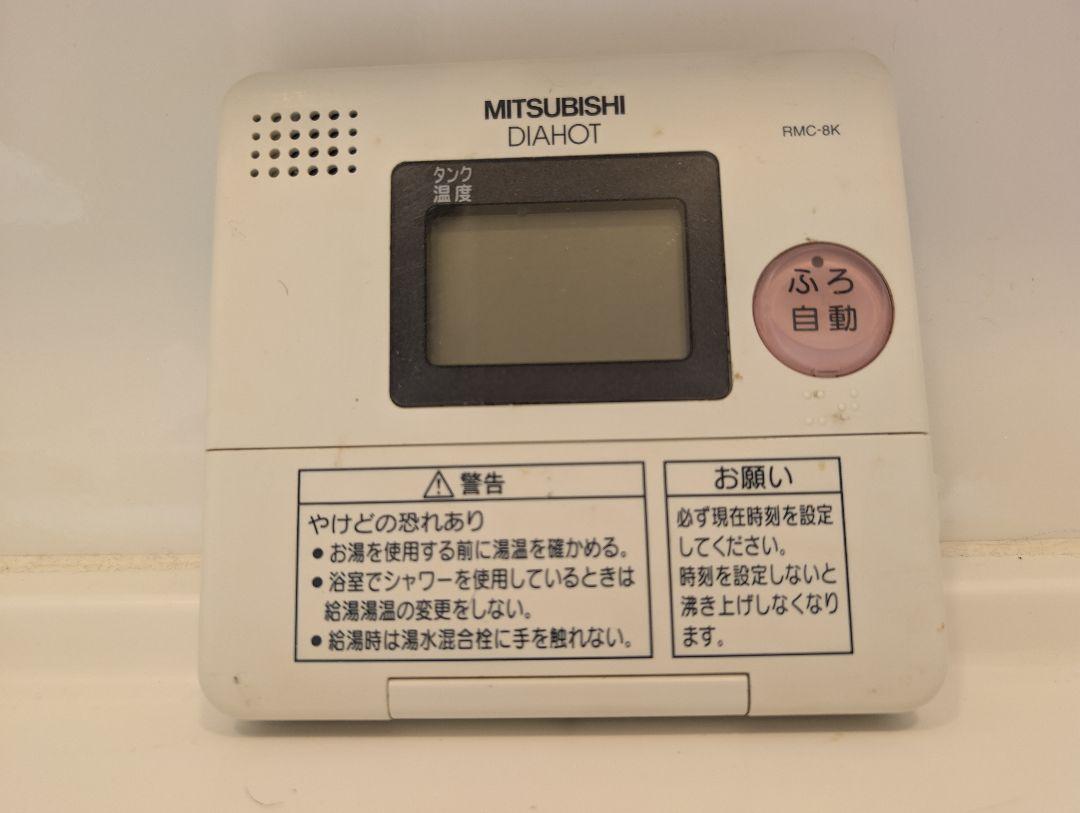 MITSUBISHI
DIAHOT
RMC-8K
タンク
温度
ふろ
自動
⚠警告
やけどの恐れあり
●お湯を使用する前に湯温を確かめる。
●浴室でシャワーを使用しているときは
給湯湯温の変更をしない。
●給湯時は湯水混合栓に手を触れない。
お願い
必ず現在時刻を設定
してください。
時刻を設定しないと
沸き上げしなくなり
ます。